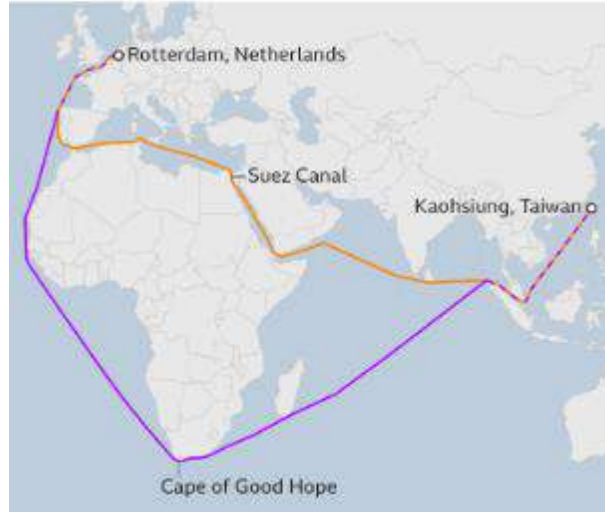 Rotterdam, Netherlands
Suez Canal
Kaohsiung, Taiwan
Cape of Good Hope